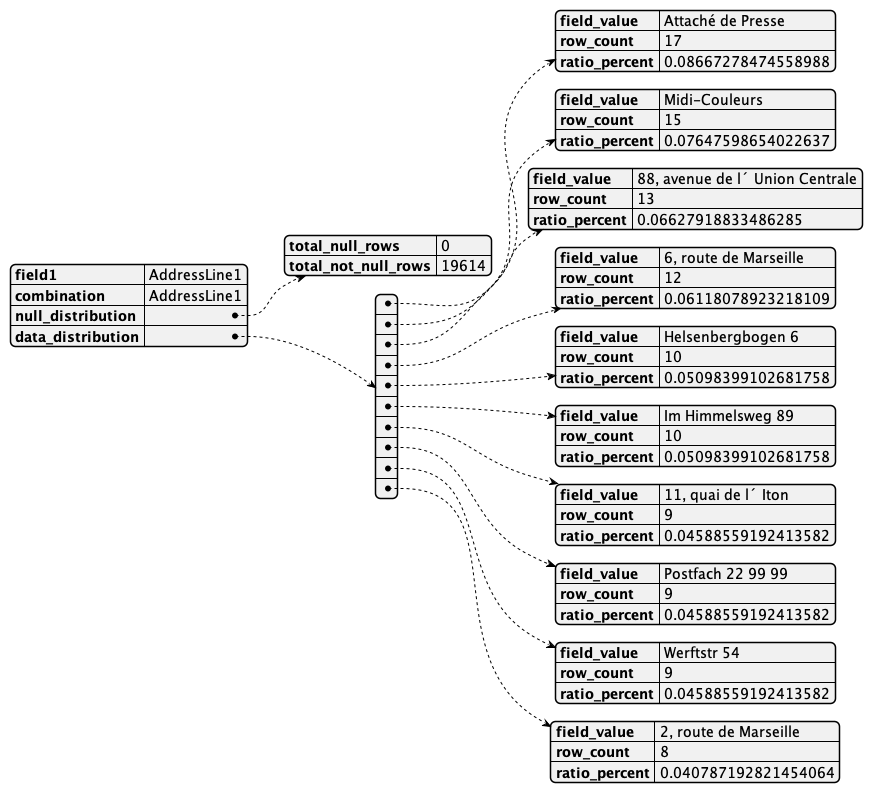 field1 AddressLine1
combination AddressLine1
null_distribution
data_distribution
total_null_rows 0
total_not_null_rows 19614
field_value Attaché de Presse
row_count 17
ratio_percent 0.08667278474558988
field_value Midi-Couleurs
row_count 15
ratio_percent 0.07647598654022637
field_value 88, avenue de l´ Union Centrale
row_count 13
ratio_percent 0.06627918833486285
field_value 6, route de Marseille
row_count 12
ratio_percent 0.06118078923218109
field_value Helsenbergbogen 6
row_count 10
ratio_percent 0.05098399102681758
field_value Im Himmelsweg 89
row_count 10
ratio_percent 0.05098399102681758
field_value 11, quai de l´ Iton
row_count 9
ratio_percent 0.04588559192413582
field_value Postfach 22 99 99
row_count 9
ratio_percent 0.04588559192413582
field_value Werftstr 54
row_count 9
ratio_percent 0.04588559192413582
field_value 2, route de Marseille
row_count 8
ratio_percent 0.040787192821454064